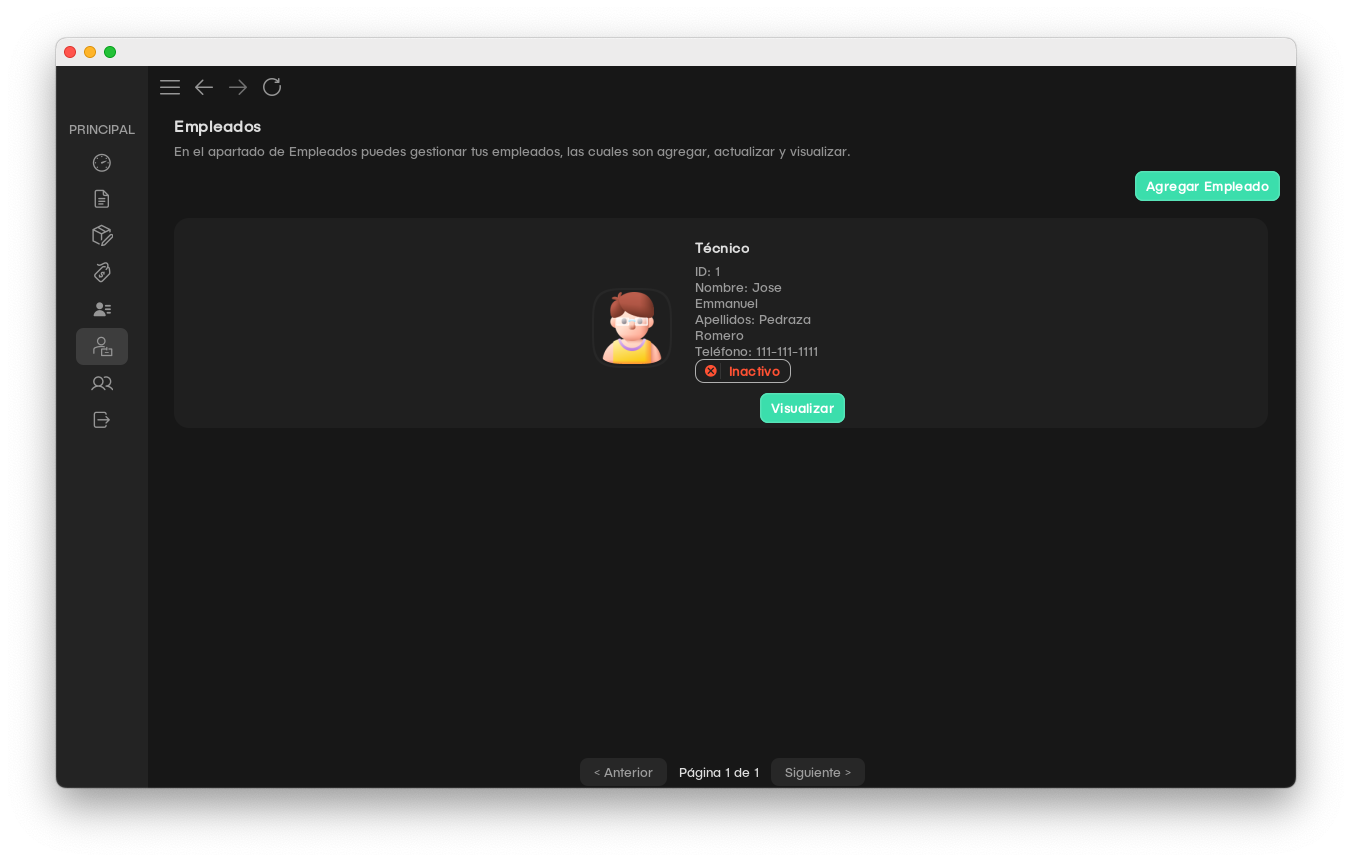 PRINCIPAL
Empleados
En el apartado de Empleados puedes gestionar tus empleados, las cuales son agregar, actualizar y visualizar.
Agregar Empleado
Técnico
ID: 1
Nombre: Jose
Emmanuel
Apellidos: Pedraza
Romero
Teléfono: 111-111-1111
Inactivo
Visualizar
< Anterior
Página 1 de 1
Siguiente >